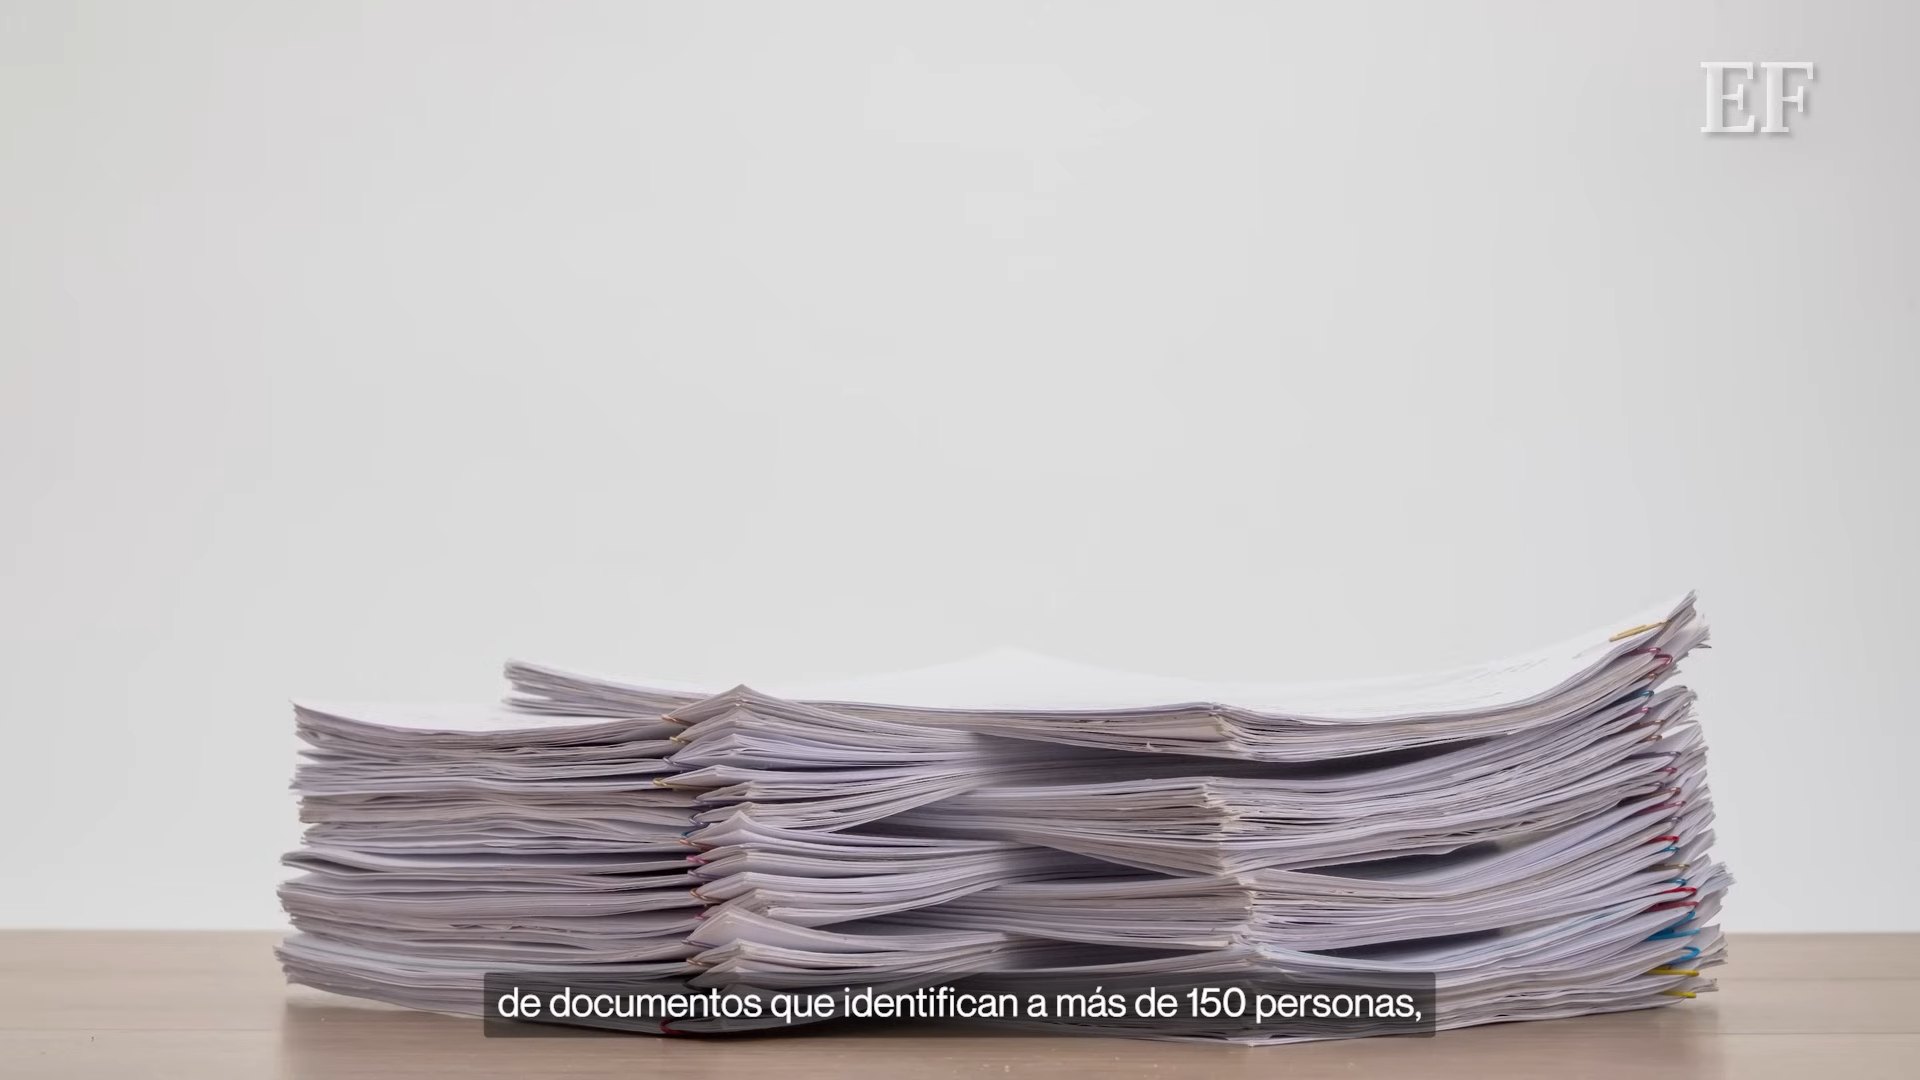 EF
de documentos que identifican a más de 150 personas,